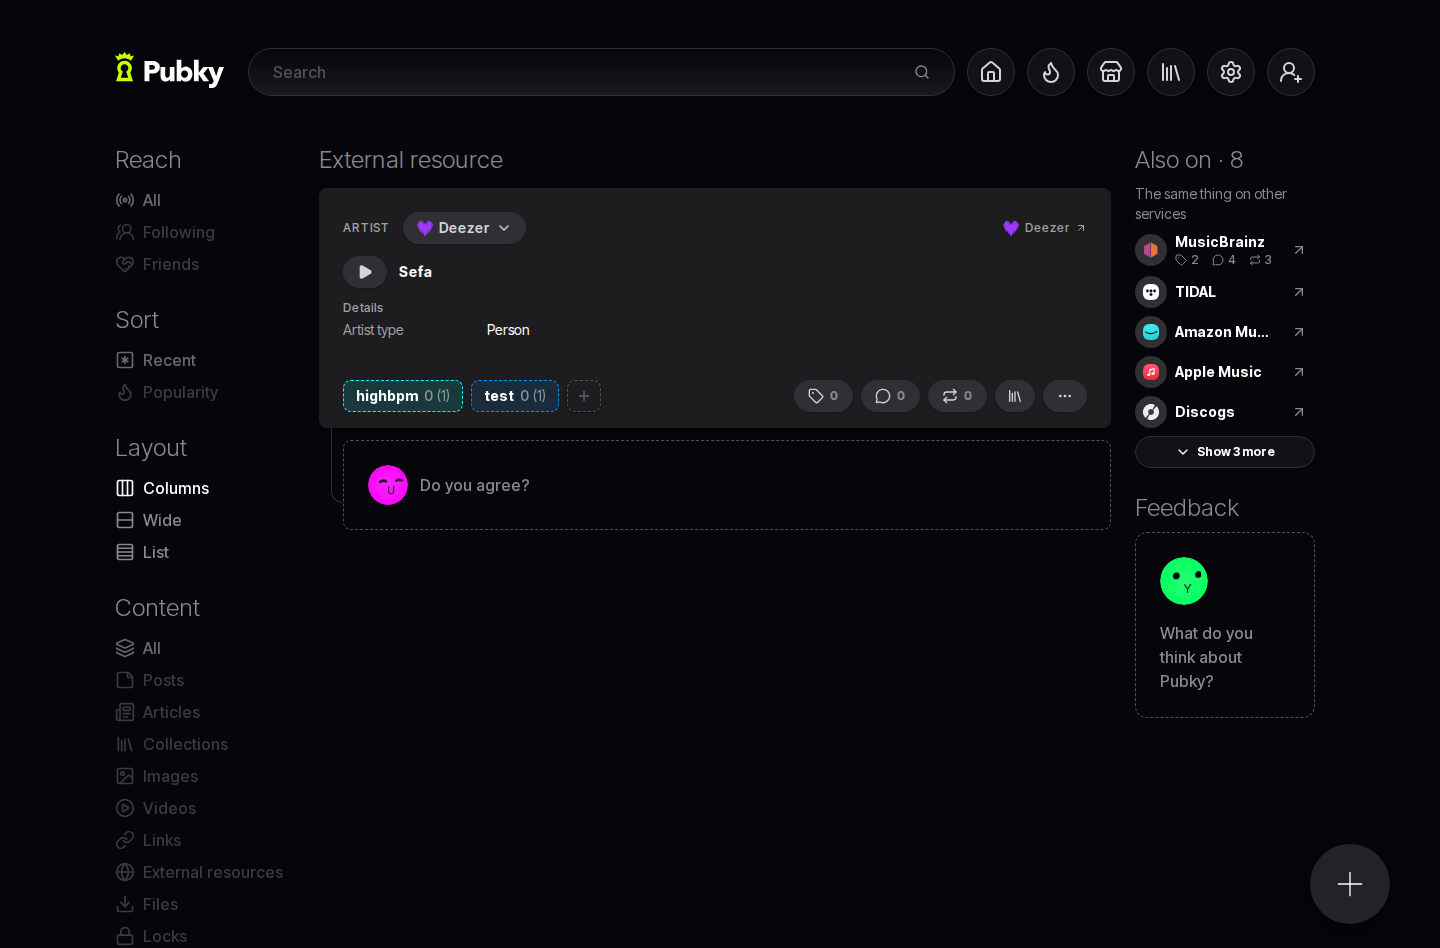 Pubky
Search
Reach
All
Following
Friends
Sort
Recent
Popularity
Layout
Columns
Wide
List
Content
All
Posts
Articles
Collections
Images
Videos
Links
External resources
Files
Locks
External resource
ARTIST
Deezer
Deezer
Sefa
Details
Artist type
Person
highbpm 0 (1)
test 0 (1)
0
0
0
U
Do you agree?
Also on · 8
The same thing on other
services
MusicBrainz
2
4
3
TIDAL
Amazon Mu...
Apple Music
Discogs
Show 3 more
Feedback
Y
What do you
think about
Pubky?